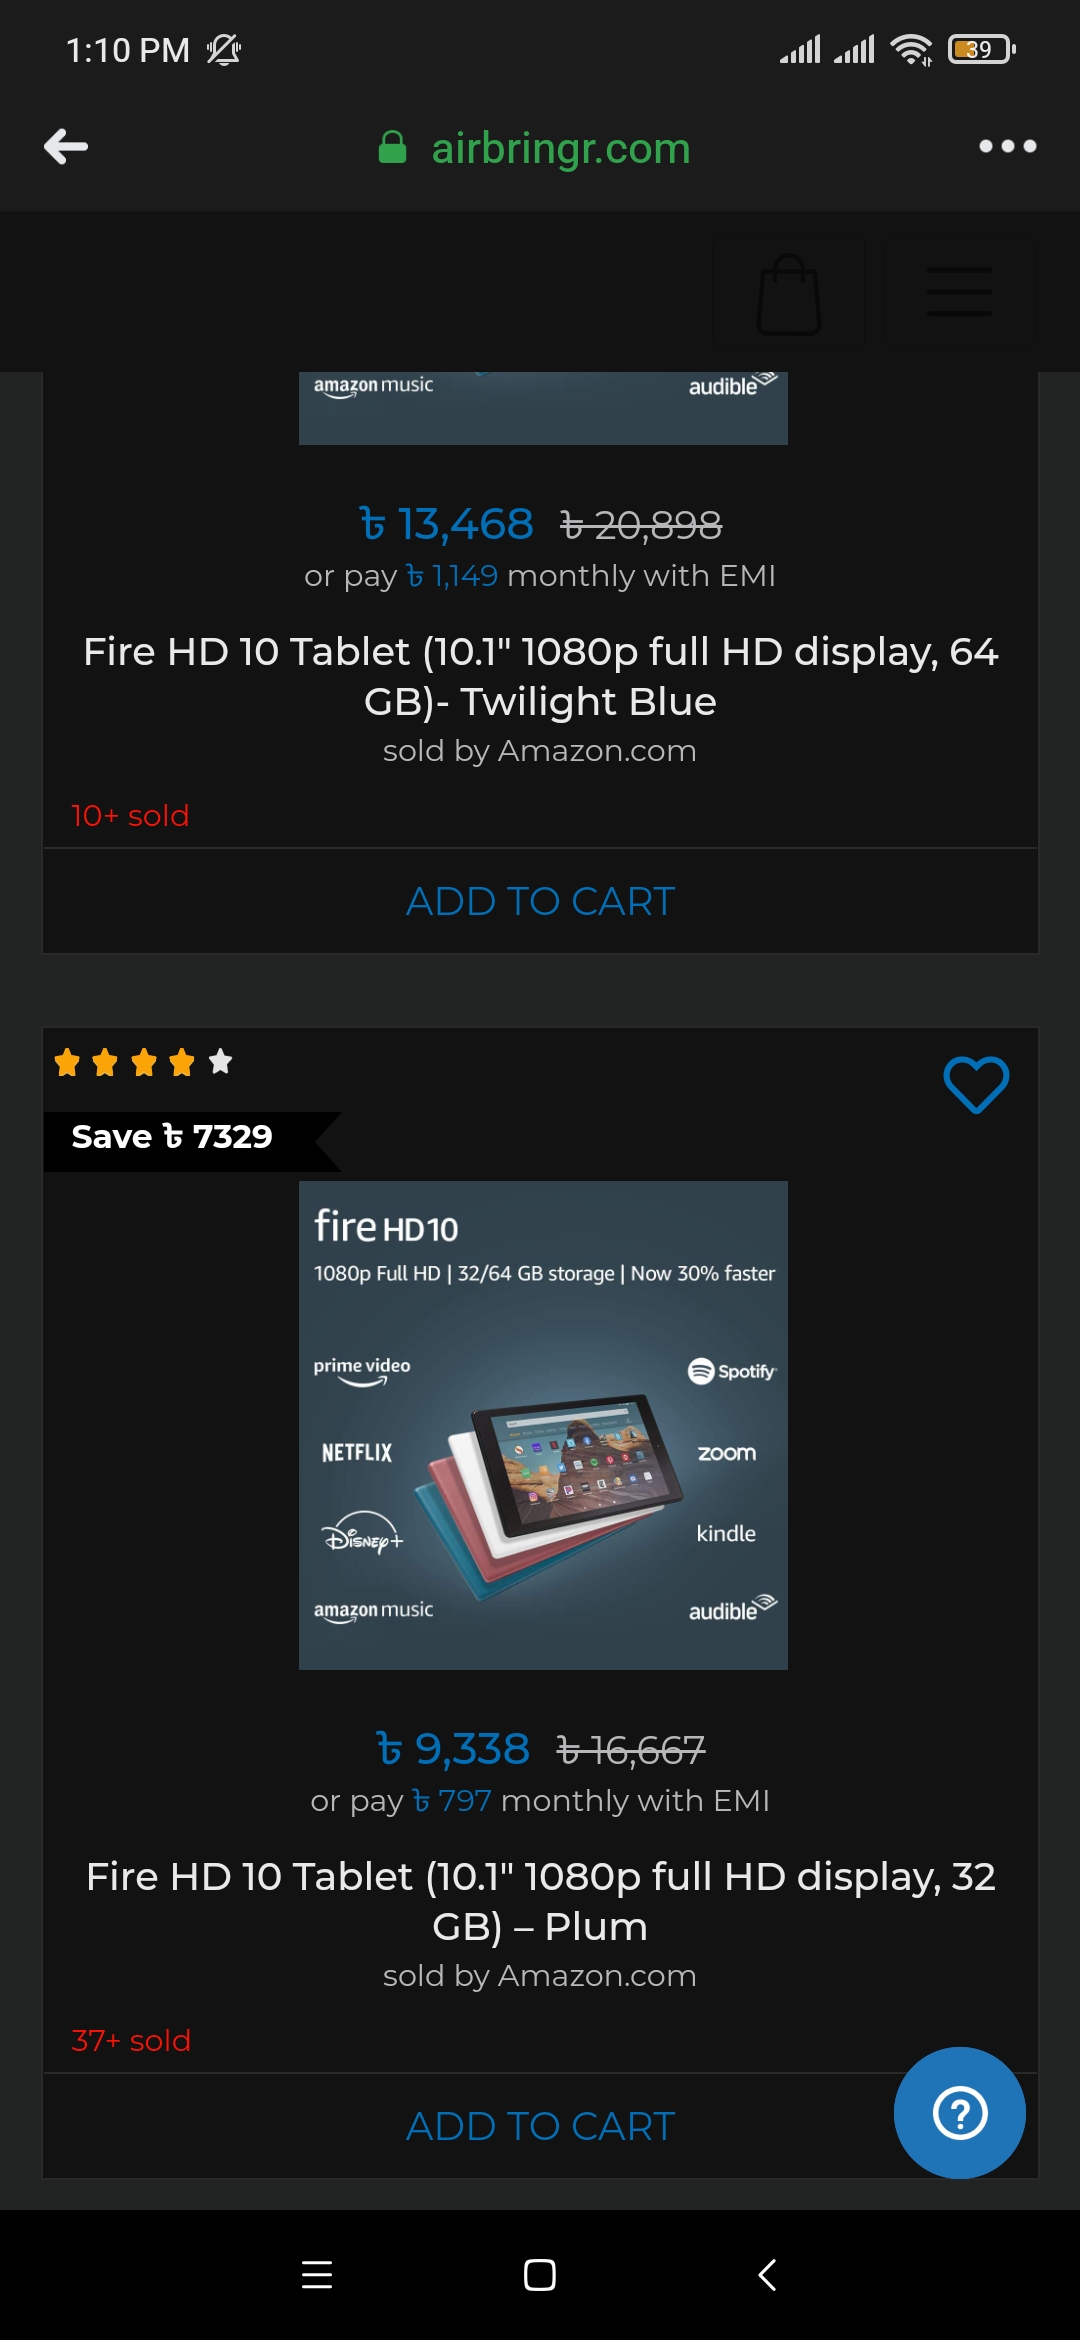 1:10 PM
39
airbringr.com
amazon music
audible
৳ 13,468 ৳ 20,898
or pay ৳ 1,149 monthly with EMI
Fire HD 10 Tablet (10.1" 1080p full HD display, 64
GB)- Twilight Blue
sold by Amazon.com
10+ sold
ADD TO CART
Save ৳ 7329
fire HD10
1080p Full HD | 32/64 GB storage | Now 30% faster
prime video
Spotify
NETFLIX
zoom
Disney+
kindle
amazon music
audible
৳ 9,338 ৳ 16,667
or pay ৳ 797 monthly with EMI
Fire HD 10 Tablet (10.1" 1080p full HD display, 32
GB) – Plum
sold by Amazon.com
37+ sold
ADD TO CART
?